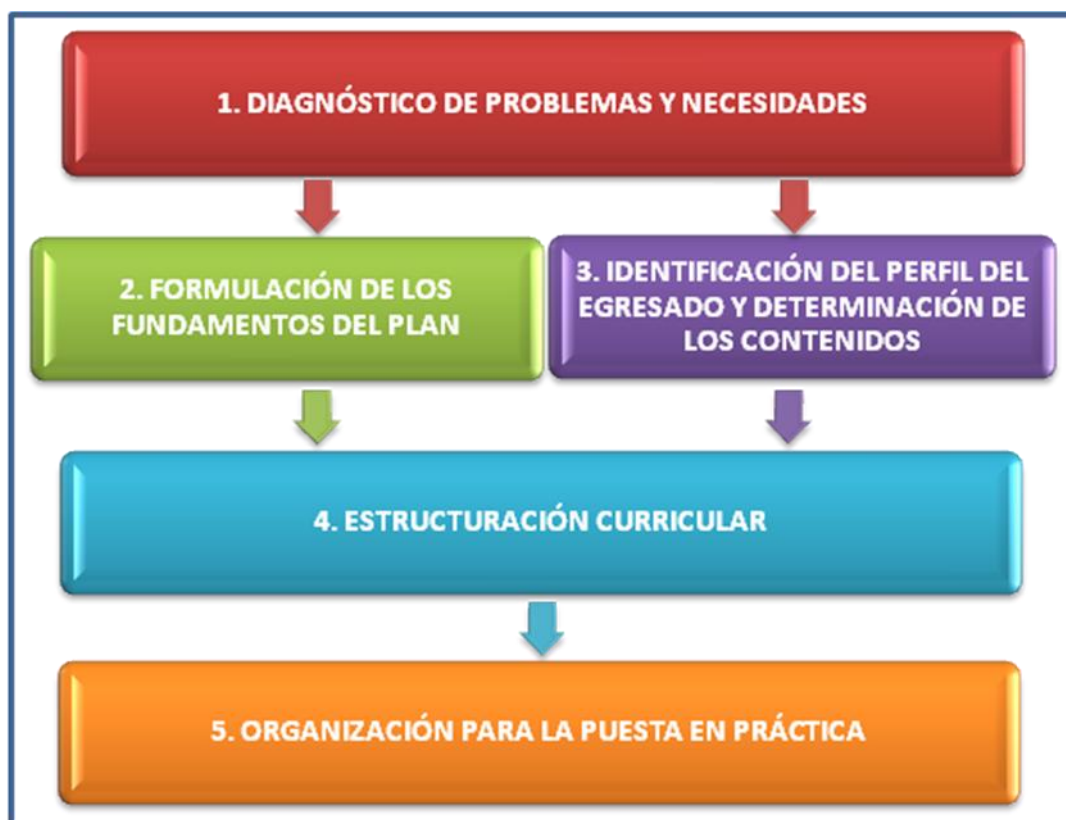 1. DIAGNÓSTICO DE PROBLEMAS Y NECESIDADES
2. FORMULACIÓN DE LOS
FUNDAMENTOS DEL PLAN
3. IDENTIFICACIÓN DEL PERFIL DEL
EGRESADO Y DETERMINACIÓN DE
LOS CONTENIDOS
4. ESTRUCTURACIÓN CURRICULAR
5. ORGANIZACIÓN PARA LA PUESTA EN PRÁCTICA